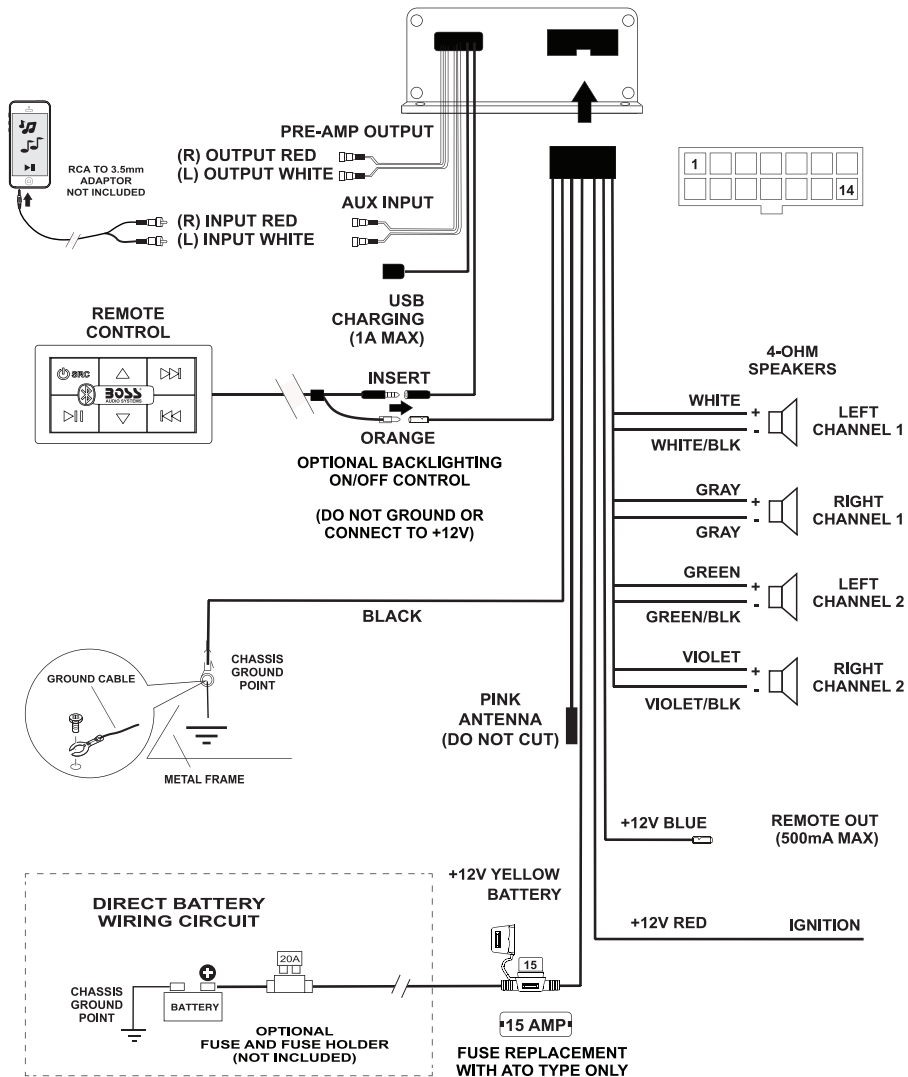 PRE-AMP OUTPUT
(R) OUTPUT RED
(L) OUTPUT WHITE
RCA TO 3.5mm
ADAPTOR
NOT INCLUDED
AUX INPUT
(R) INPUT RED
(L) INPUT WHITE
1
14
USB
CHARGING
(1A MAX)
REMOTE
CONTROL
SRC
BOSS
AUDIO SYSTEMS
INSERT
ORANGE
OPTIONAL BACKLIGHTING
ON/OFF CONTROL
(DO NOT GROUND OR
CONNECT TO +12V)
4-OHM
SPEAKERS
WHITE
+
-
WHITE/BLK
LEFT
CHANNEL 1
GRAY
+
-
GRAY
RIGHT
CHANNEL 1
GREEN
+
-
GREEN/BLK
LEFT
CHANNEL 2
VIOLET
+
-
VIOLET/BLK
RIGHT
CHANNEL 2
BLACK
CHASSIS
GROUND
POINT
GROUND CABLE
METAL FRAME
PINK
ANTENNA
(DO NOT CUT)
+12V BLUE
REMOTE OUT
(500mA MAX)
+12V YELLOW
BATTERY
+12V RED
IGNITION
DIRECT BATTERY
WIRING CIRCUIT
20A
+
BATTERY
CHASSIS
GROUND
POINT
OPTIONAL
FUSE AND FUSE HOLDER
(NOT INCLUDED)
15
15 AMP
FUSE REPLACEMENT
WITH ATO TYPE ONLY